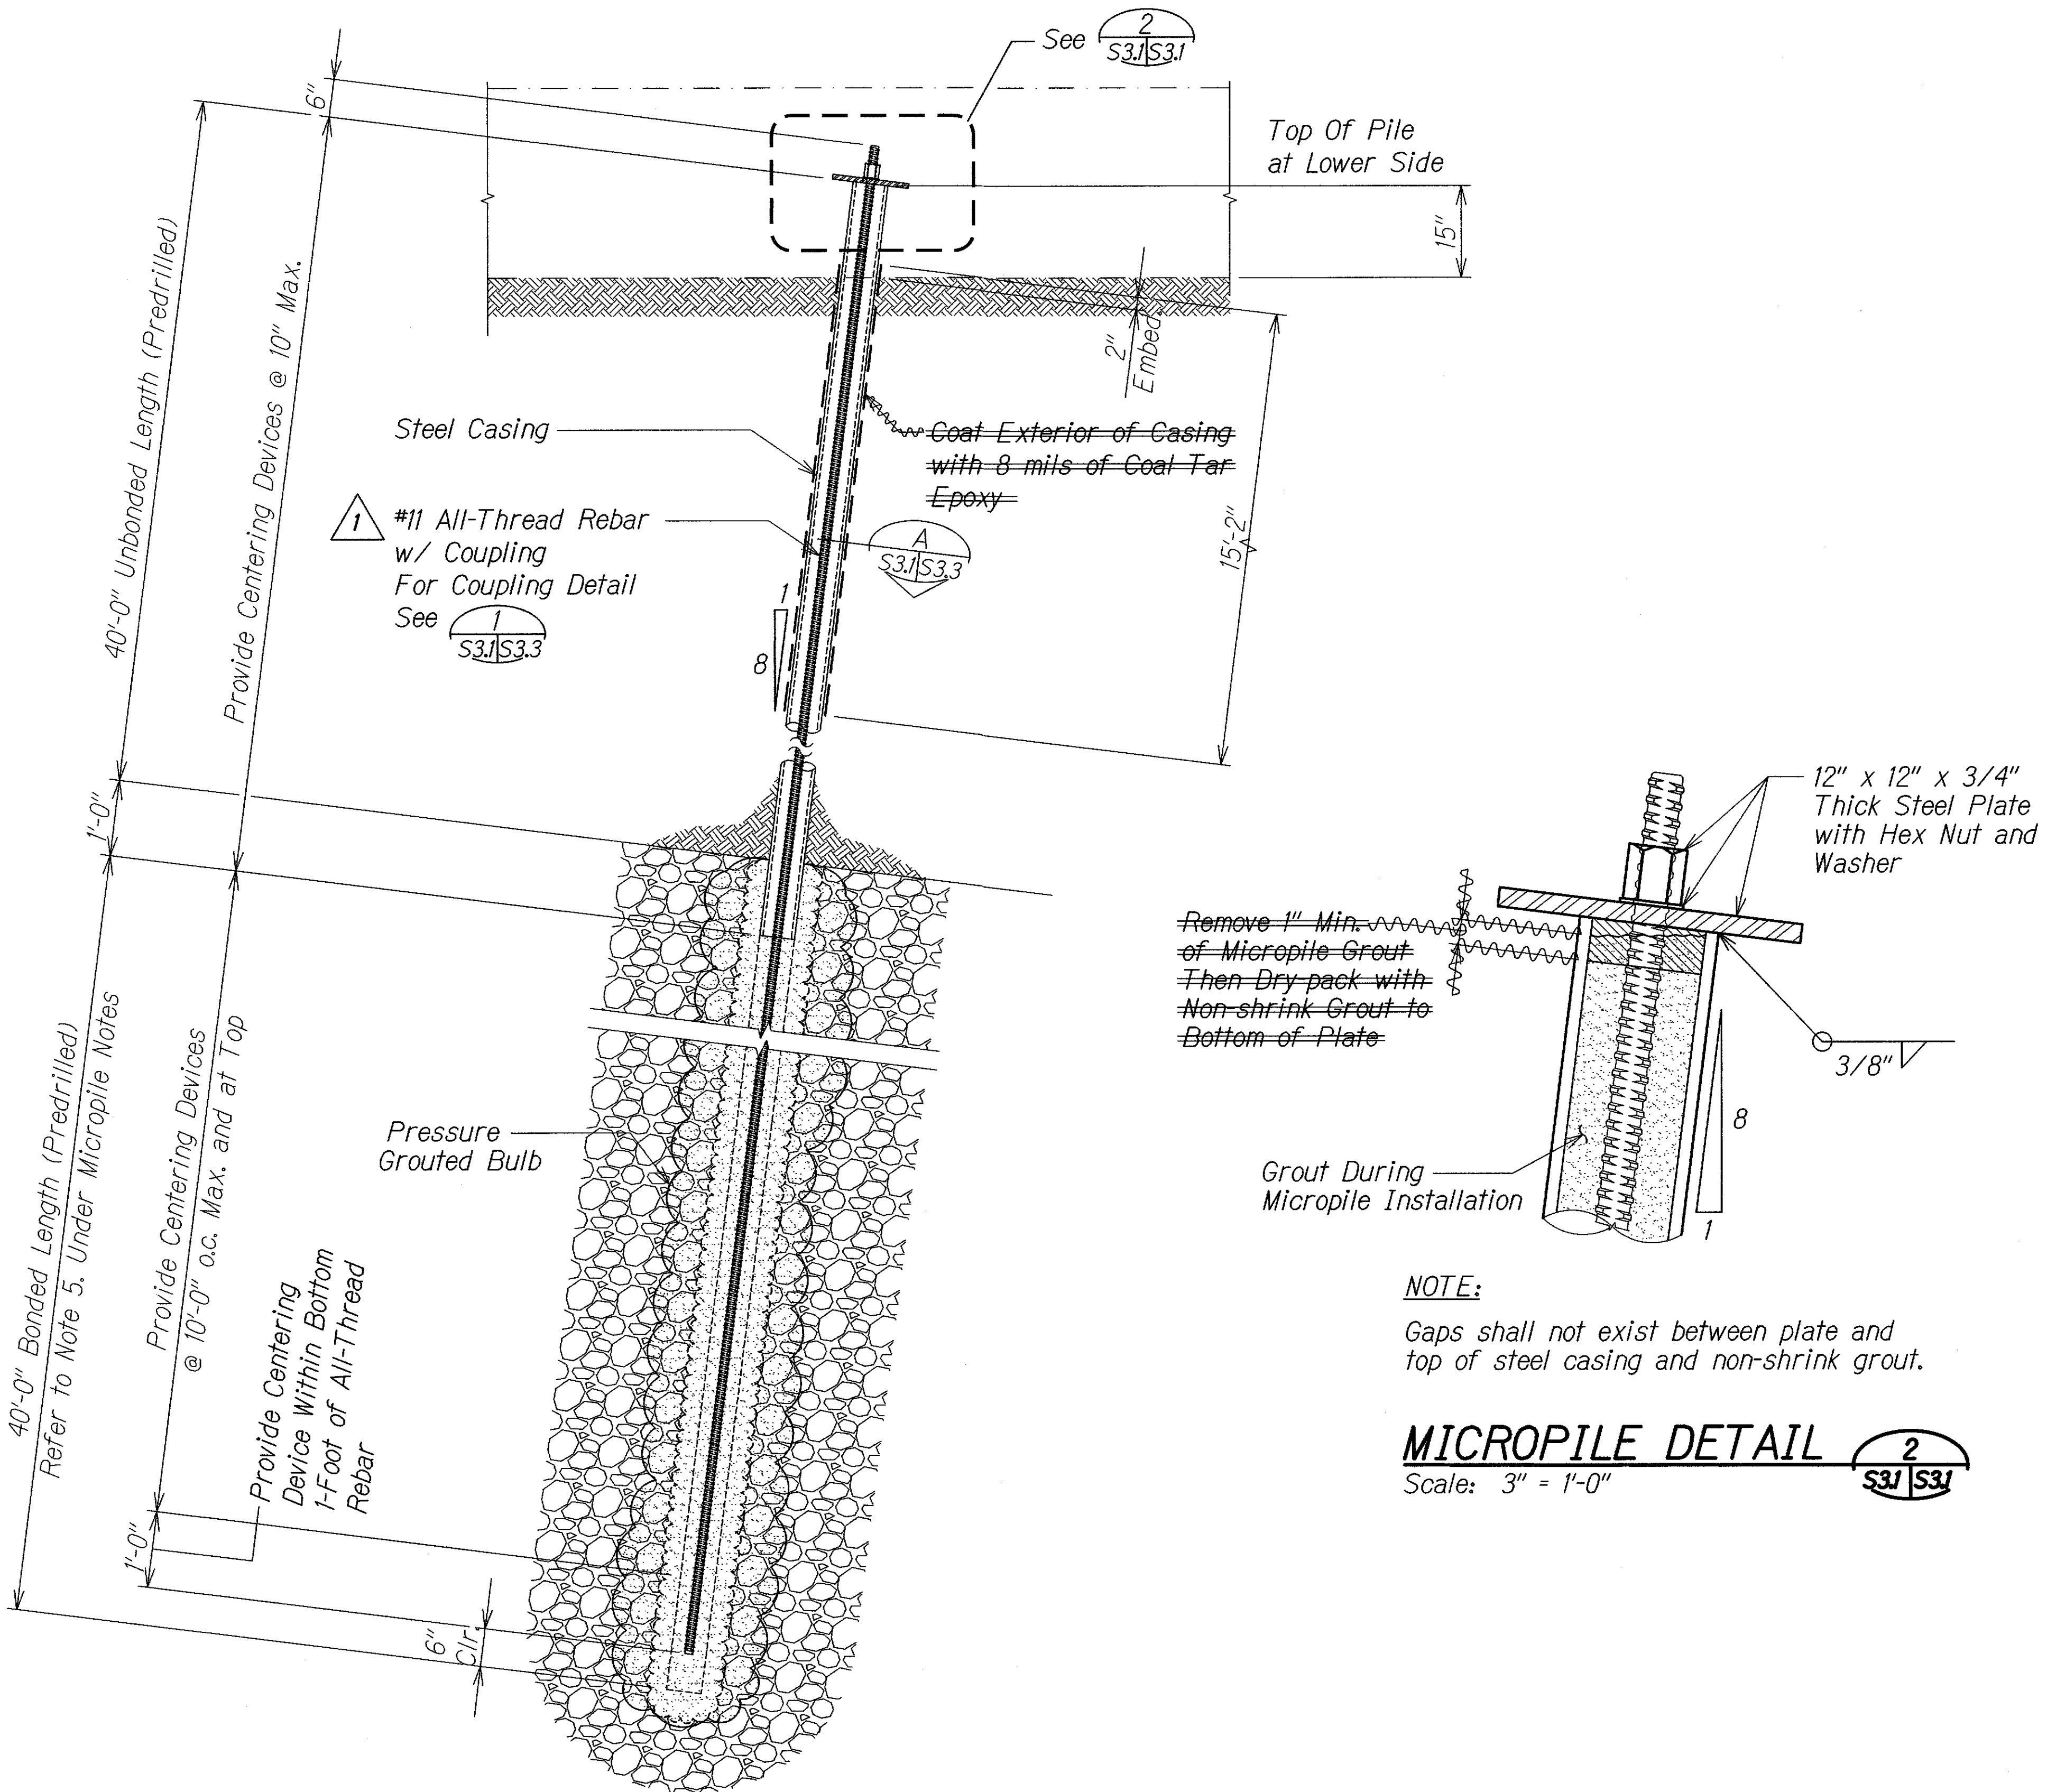 See 2
S3.1 S3.1
6"
Top Of Pile
at Lower Side
15"
40'-0" Unbonded Length (Predrilled)
Provide Centering Devices @ 10" Max.
2"
Embed.
Steel Casing
Coat Exterior of Casing
with 8 mils of Coal Tar
Epoxy
1
#11 All-Thread Rebar
w/ Coupling
For Coupling Detail
See 1
S3.1 S3.3
A
S3.1 S3.3
15'-2"
1
8
1'-0"
12" x 12" x 3/4"
Thick Steel Plate
with Hex Nut and
Washer
Remove 1" Min.
of Micropile Grout
Then Dry-pack with
Non-shrink Grout to
Bottom of Plate
3/8"
8
1
Grout During
Micropile Installation
Pressure
Grouted Bulb
40'-0" Bonded Length (Predrilled)
Refer to Note 5. Under Micropile Notes
Provide Centering Devices
@ 10'-0" o.c. Max. and at Top
Provide Centering
Device Within Bottom
1-Foot of All-Thread
Rebar
1'-0"
6"
Clr.
NOTE:
Gaps shall not exist between plate and
top of steel casing and non-shrink grout.
MICROPILE DETAIL 2
Scale: 3" = 1'-0"
S3.1 S3.1